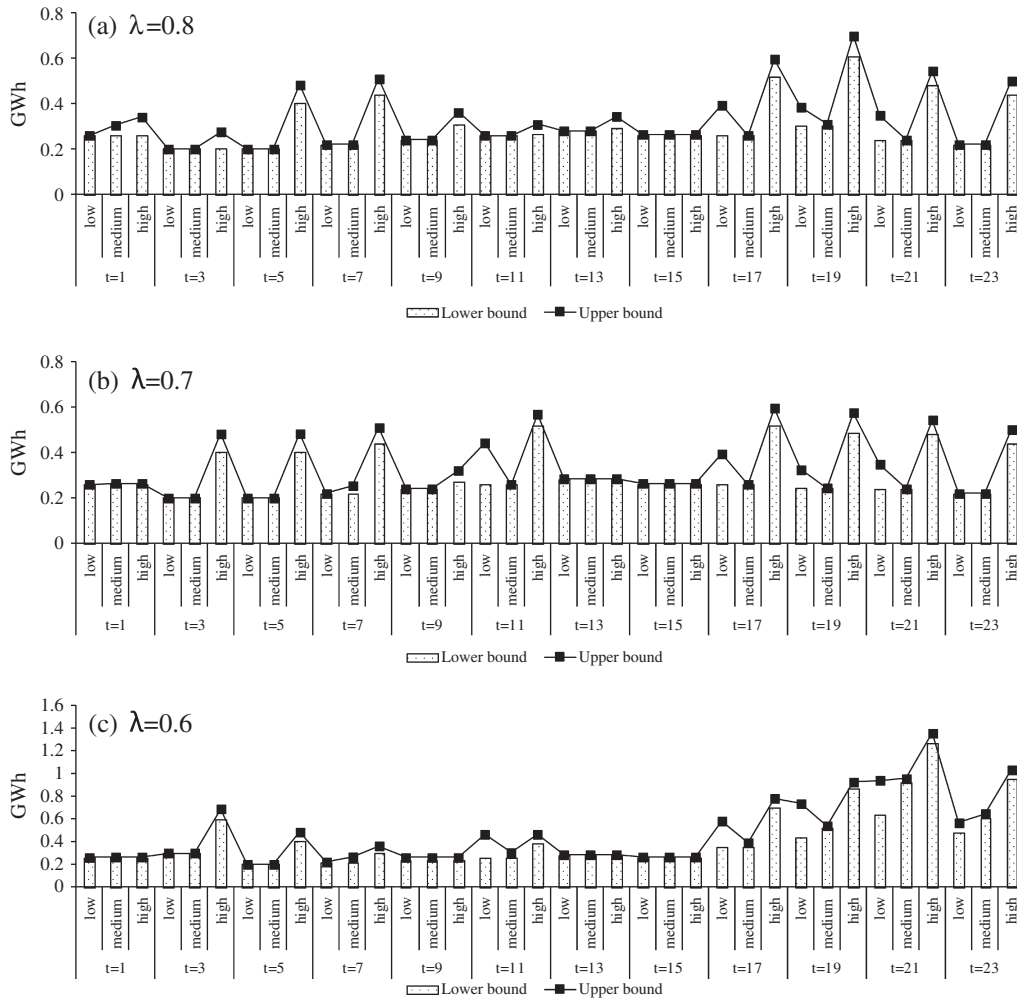 (a) λ=0.8
GWh
0.8
0.6
0.4
0.2
0
low medium high low medium high low medium high low medium high low medium high low medium high low medium high low medium high low medium high low medium high low medium high low medium high
t=1 t=3 t=5 t=7 t=9 t=11 t=13 t=15 t=17 t=19 t=21 t=23
Lower bound Upper bound
(b) λ=0.7
GWh
0.8
0.6
0.4
0.2
0
low medium high low medium high low medium high low medium high low medium high low medium high low medium high low medium high low medium high low medium high low medium high low medium high
t=1 t=3 t=5 t=7 t=9 t=11 t=13 t=15 t=17 t=19 t=21 t=23
Lower bound Upper bound
(c) λ=0.6
GWh
1.6
1.4
1.2
1
0.8
0.6
0.4
0.2
0
low medium high low medium high low medium high low medium high low medium high low medium high low medium high low medium high low medium high low medium high low medium high low medium high
t=1 t=3 t=5 t=7 t=9 t=11 t=13 t=15 t=17 t=19 t=21 t=23
Lower bound Upper bound